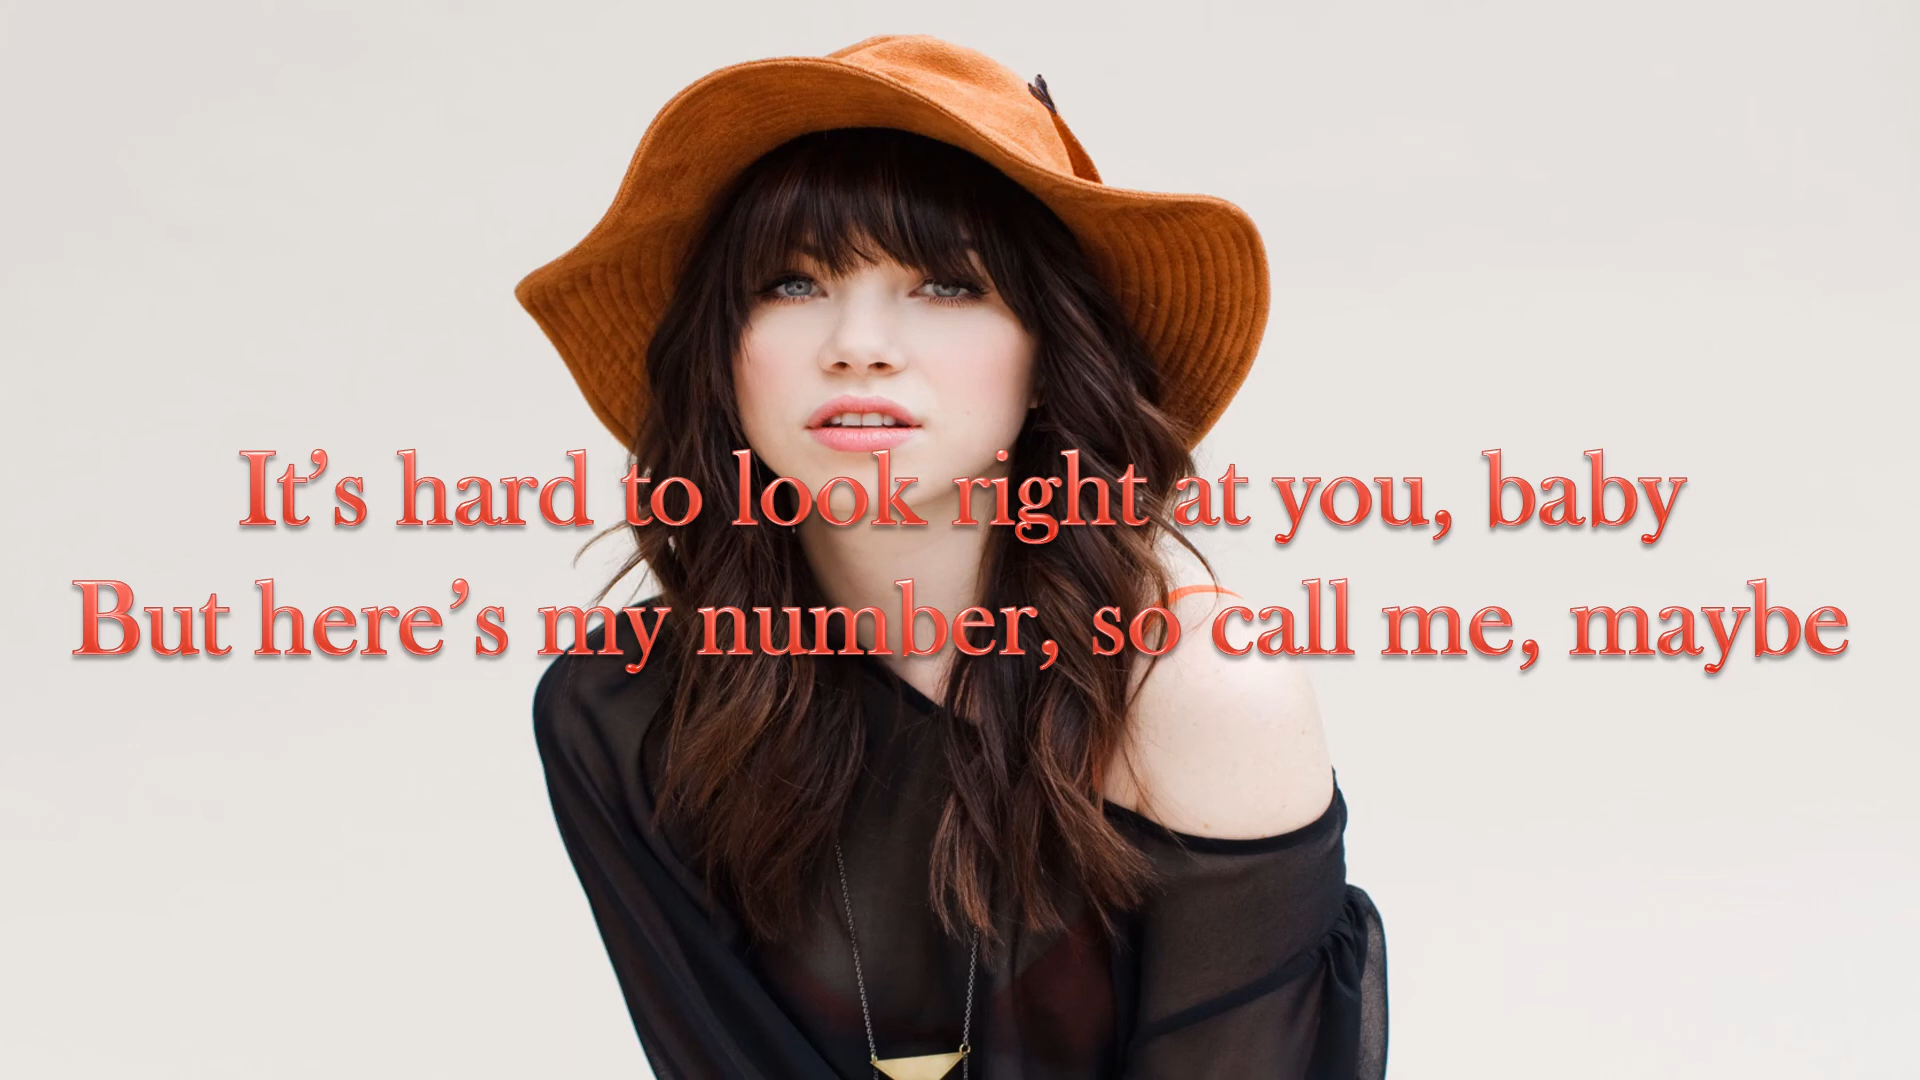 It’s hard to look right at you, baby
But here’s my number, so call me, maybe